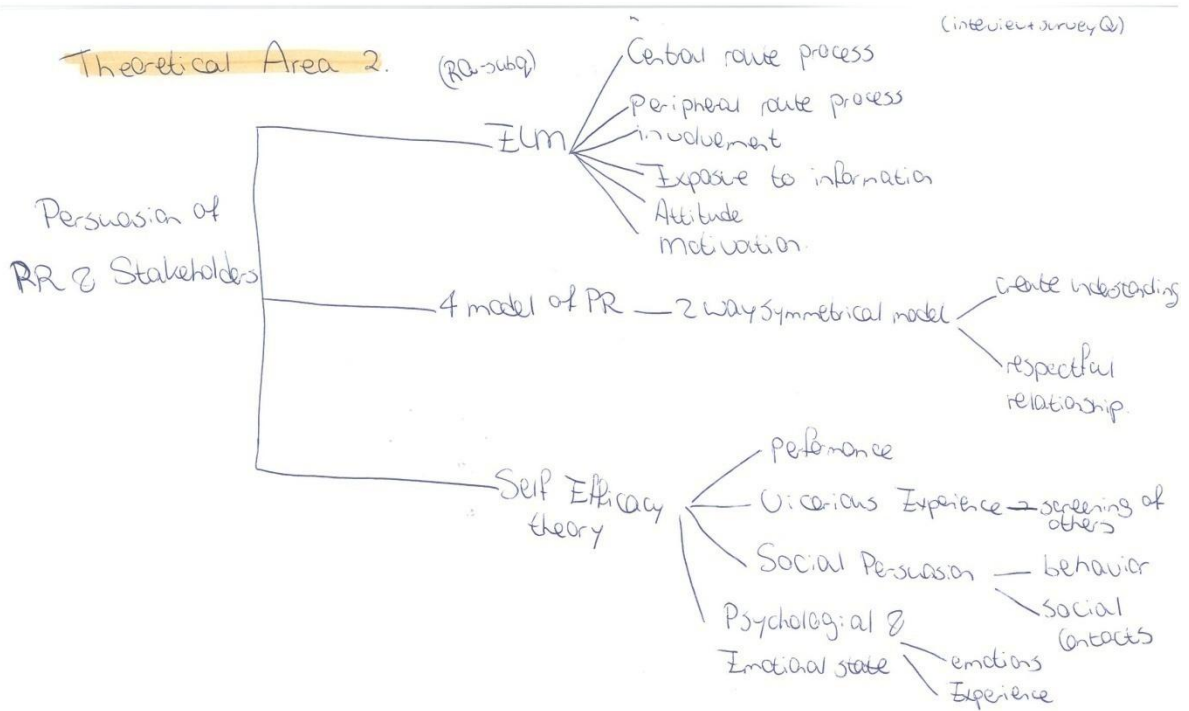 (interview + survey Q)
Theoretical Area 2. (RQ-subq)
Central route process
Peripheral route process
ELM
involvement
Exposure to information
Attitude
motivation.
Persuasion of
RR & Stakeholders
4 model of PR — 2 way symmetrical model
create understanding
respectful
relationship.
Self Efficacy
theory
performance
Vicarious Experience → screening of
others
Social Persuasion — behavior
social
contacts
Psychological &
Emotional state
emotions
Experience